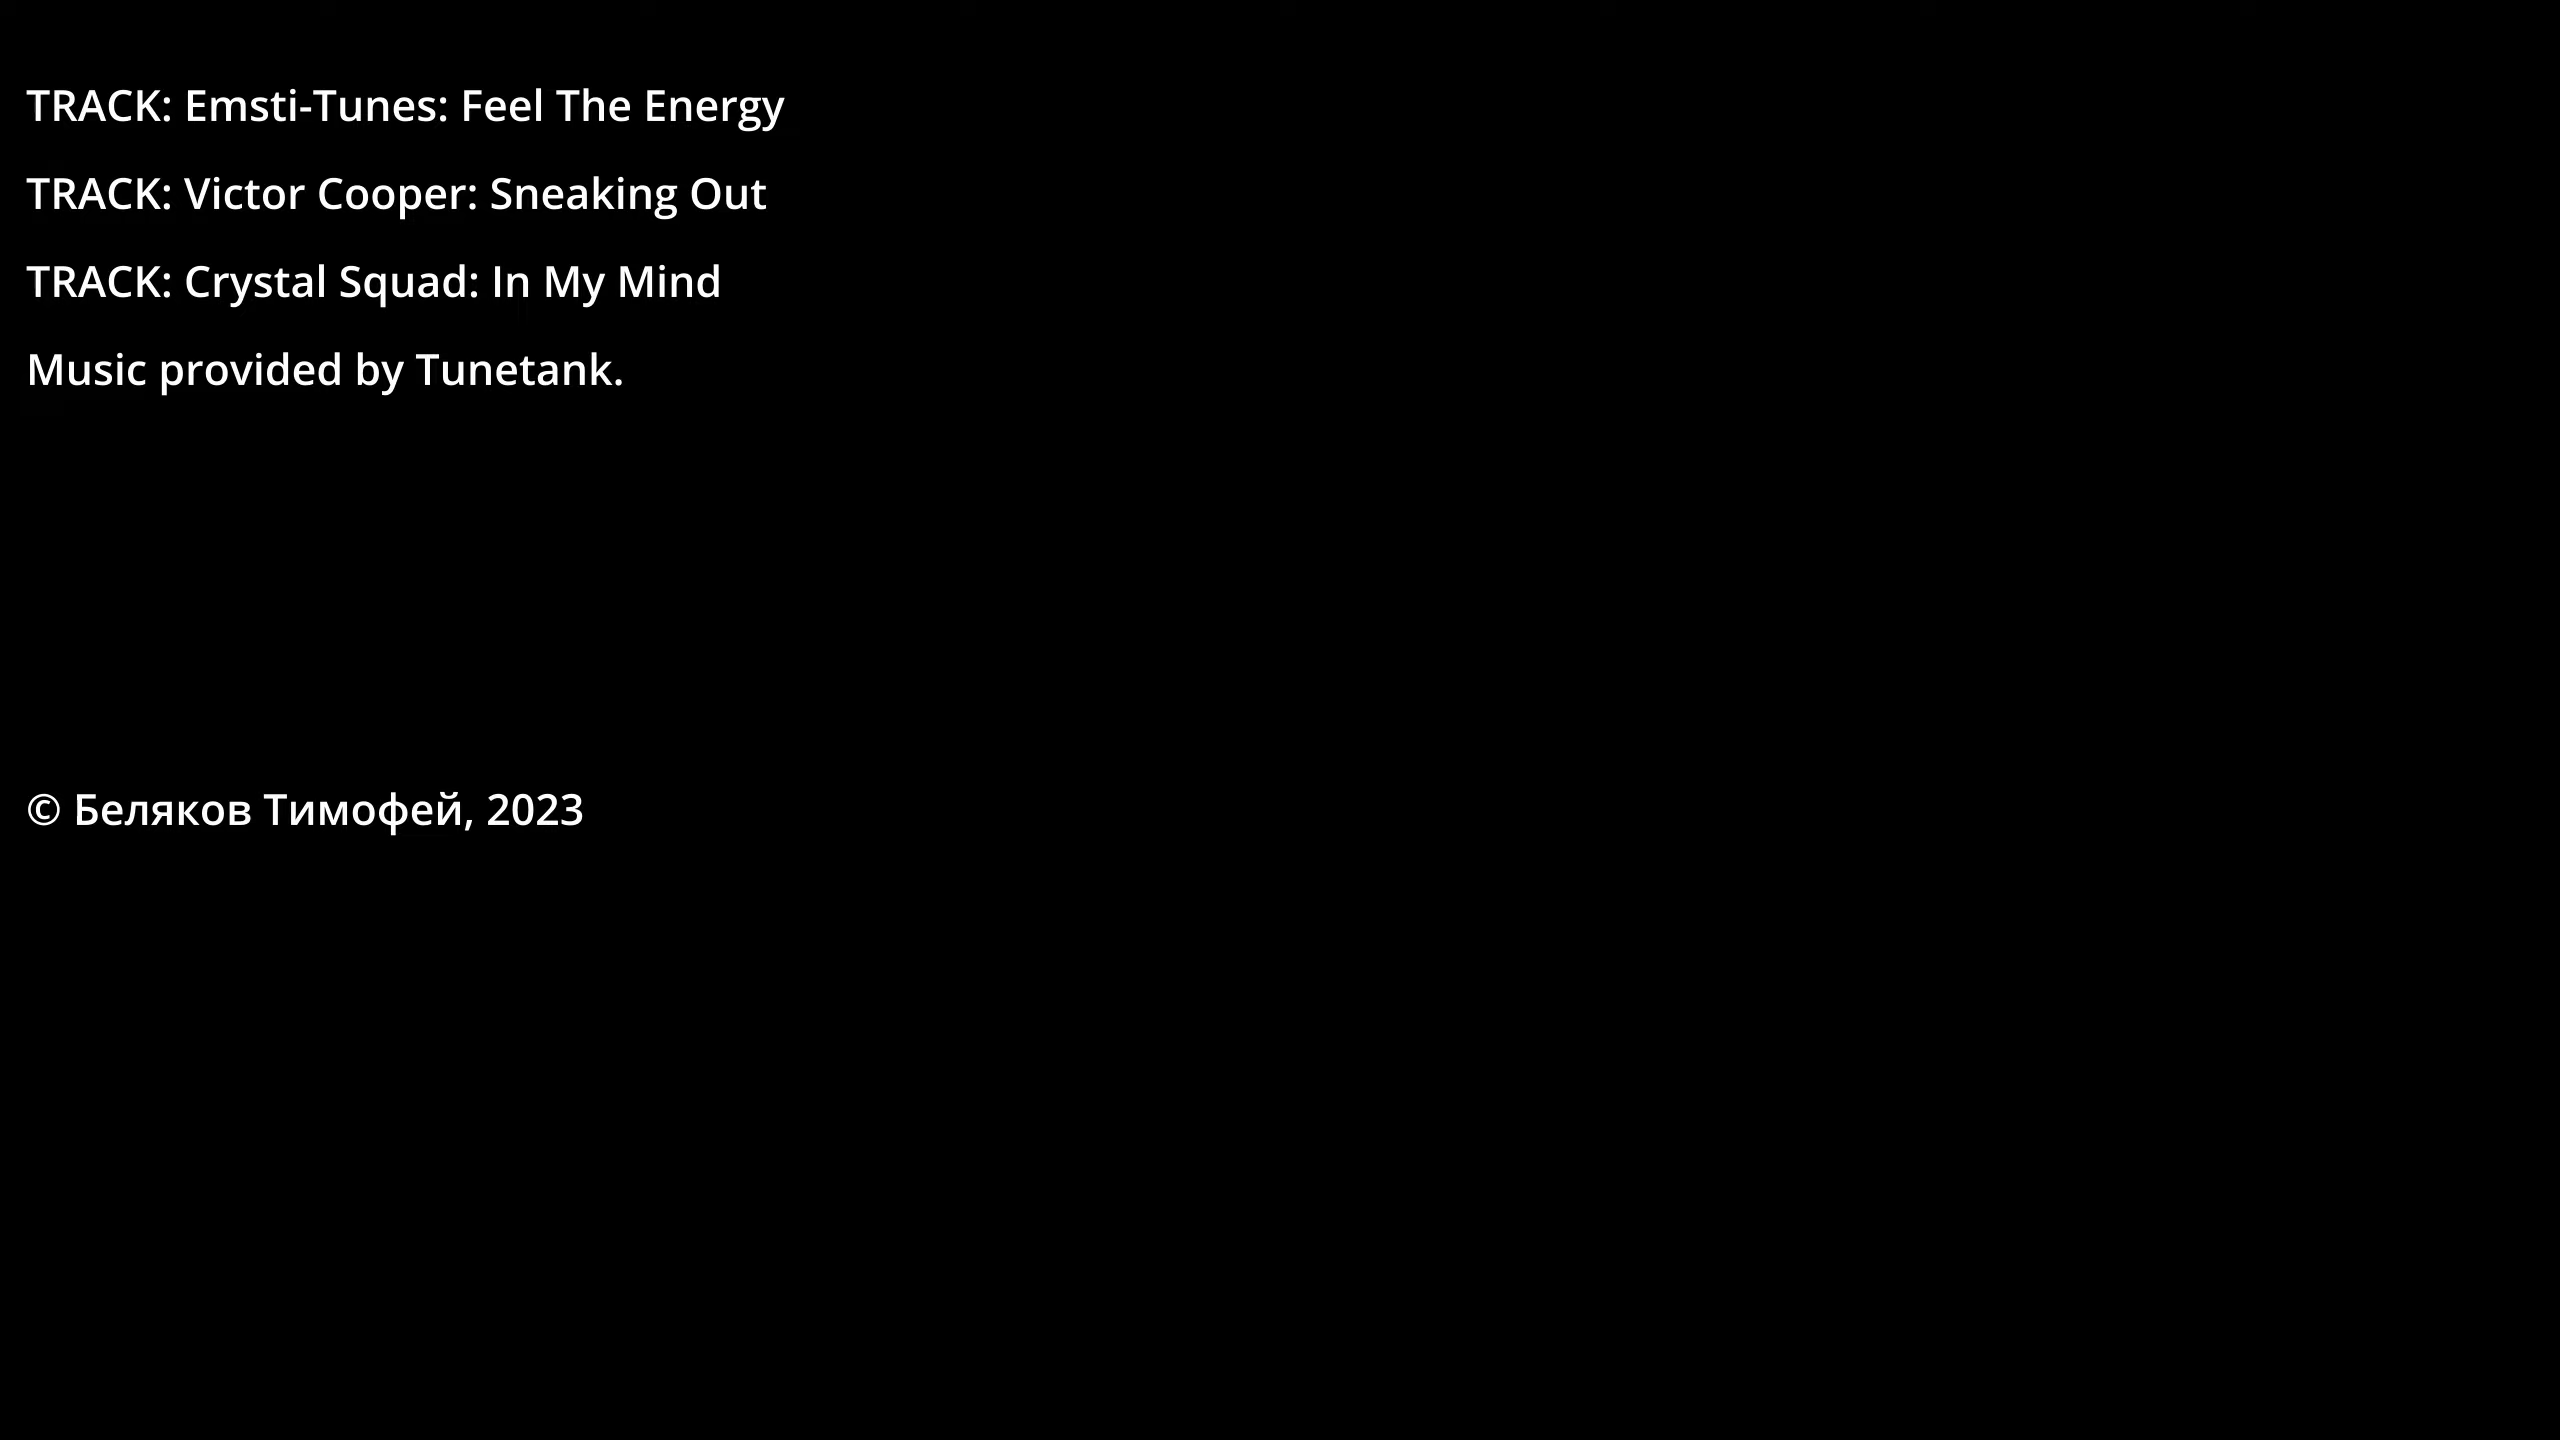 TRACK: Emsti-Tunes: Feel The Energy
TRACK: Victor Cooper: Sneaking Out
TRACK: Crystal Squad: In My Mind
Music provided by Tunetank.
© Беляков Тимофей, 2023